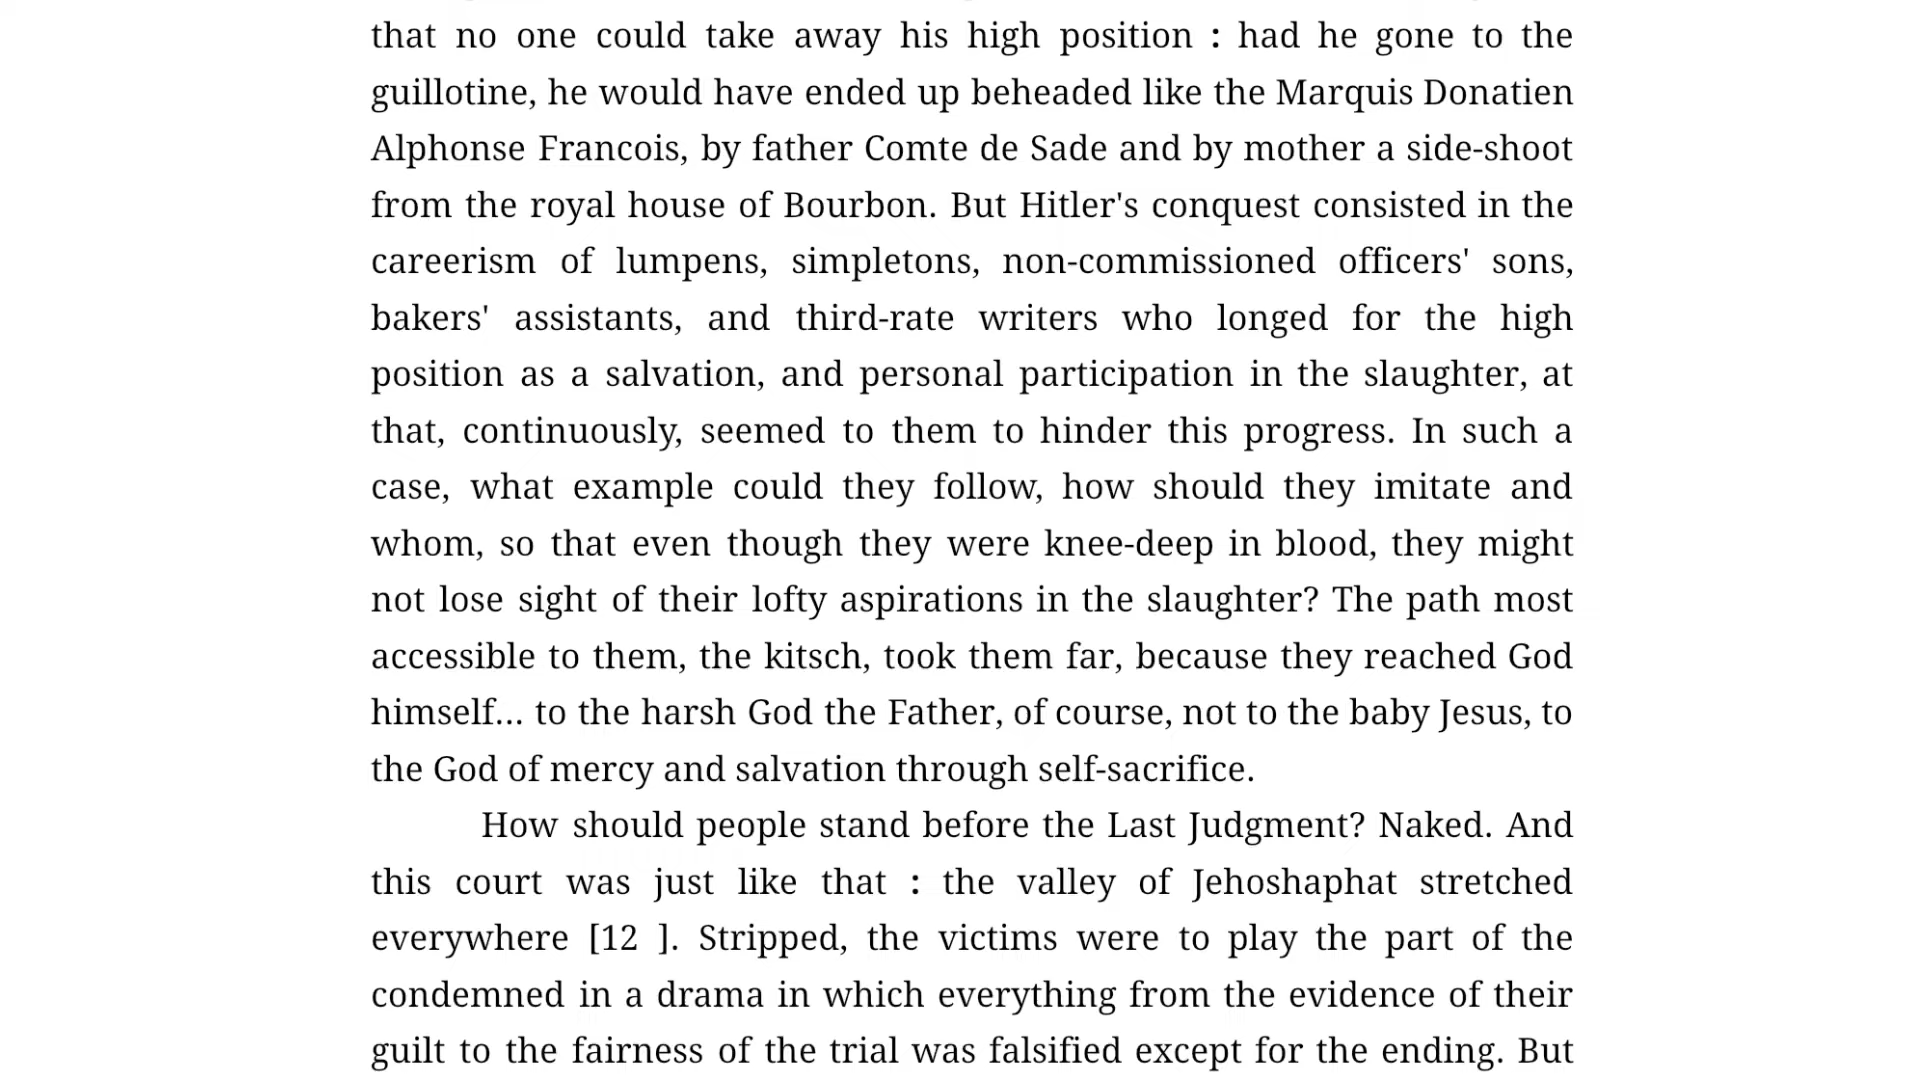 that no one could take away his high position : had he gone to the
guillotine, he would have ended up beheaded like the Marquis Donatien
Alphonse Francois, by father Comte de Sade and by mother a side-shoot
from the royal house of Bourbon. But Hitler's conquest consisted in the
careerism of lumpens, simpletons, non-commissioned officers' sons,
bakers' assistants, and third-rate writers who longed for the high
position as a salvation, and personal participation in the slaughter, at
that, continuously, seemed to them to hinder this progress. In such a
case, what example could they follow, how should they imitate and
whom, so that even though they were knee-deep in blood, they might
not lose sight of their lofty aspirations in the slaughter? The path most
accessible to them, the kitsch, took them far, because they reached God
himself... to the harsh God the Father, of course, not to the baby Jesus, to
the God of mercy and salvation through self-sacrifice.
How should people stand before the Last Judgment? Naked. And
this court was just like that : the valley of Jehoshaphat stretched
everywhere [12 ]. Stripped, the victims were to play the part of the
condemned in a drama in which everything from the evidence of their
guilt to the fairness of the trial was falsified except for the ending. But